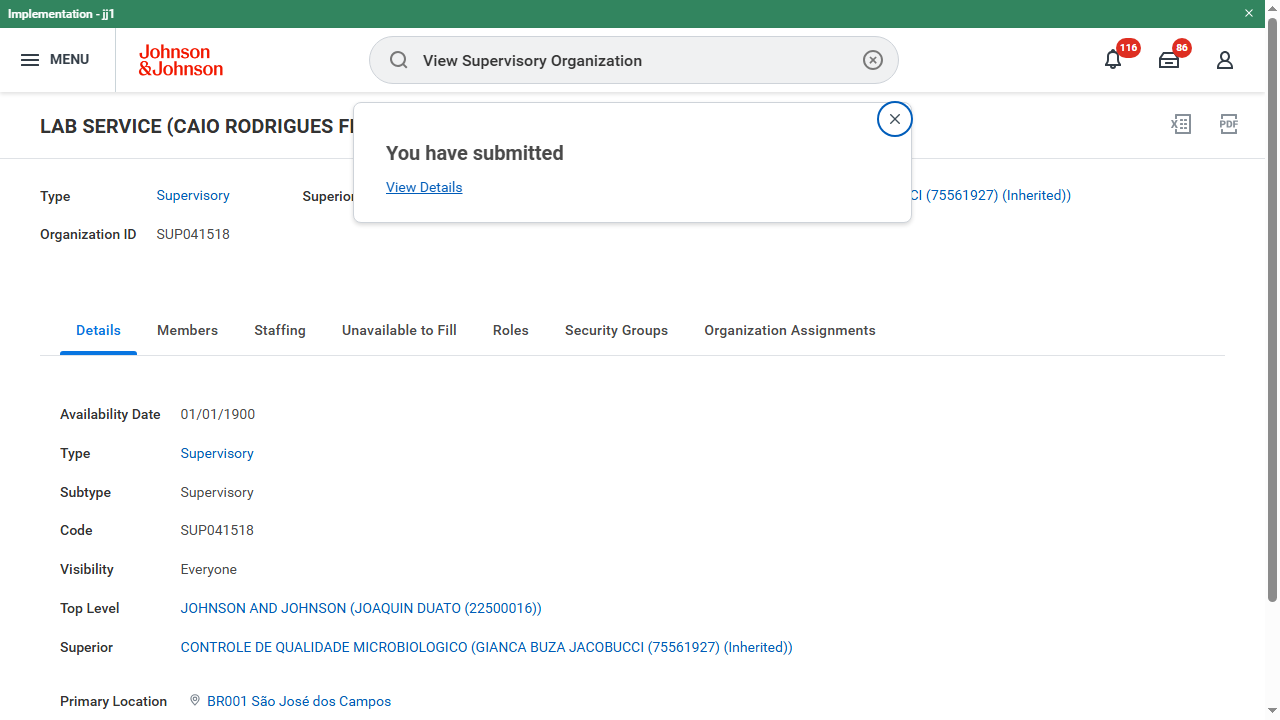 Implementation - jj1
MENU
Johnson
&Johnson
View Supervisory Organization
116
86
LAB SERVICE (CAIO RODRIGUES
PDF
You have submitted
View Details
Type
Supervisory
Superior
(75561927) (Inherited))
Organization ID
SUP041518
Details
Members
Staffing
Unavailable to Fill
Roles
Security Groups
Organization Assignments
Availability Date
01/01/1900
Type
Supervisory
Subtype
Supervisory
Code
SUP041518
Visibility
Everyone
Top Level
JOHNSON AND JOHNSON (JOAQUIN DUATO (22500016))
Superior
CONTROLE DE QUALIDADE MICROBIOLOGICO (GIANCA BUZA JACOBUCCI (75561927) (Inherited))
Primary Location
BR001 São José dos Campos